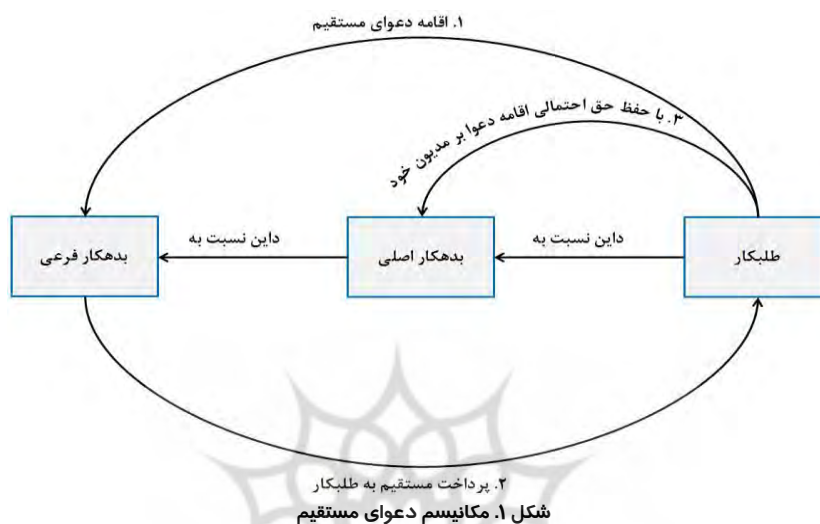 ۱. اقامه دعوای مستقیم
۳. با حفظ حق احتمالی اقامه دعوا بر مدیون خود
طلبکار
داین نسبت به
بدهکار اصلی
داین نسبت به
بدهکار فرعی
۲. پرداخت مستقیم به طلبکار
شکل ۱. مکانیسم دعوای مستقیم